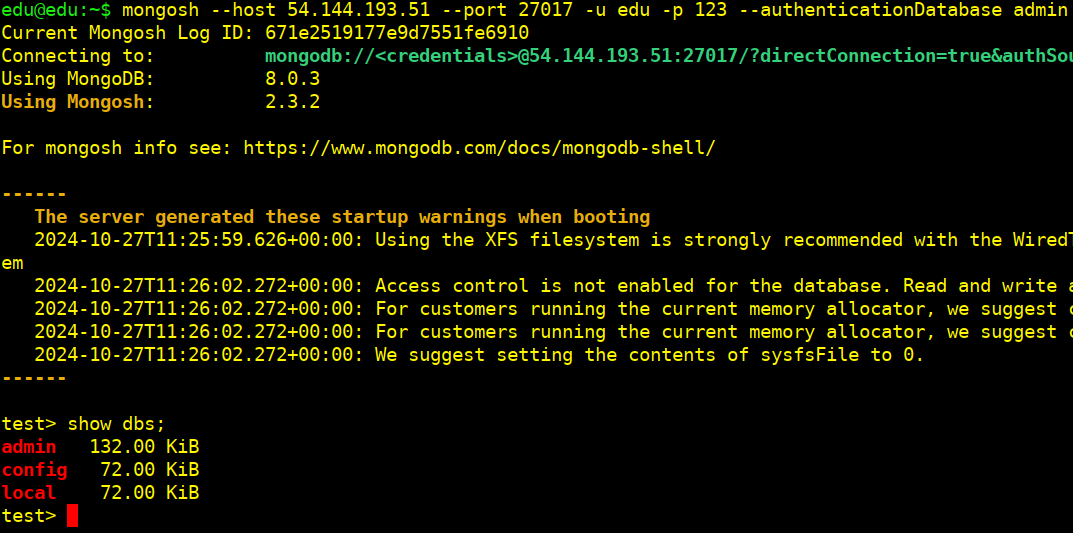 edu@edu:~$ mongosh --host 54.144.193.51 --port 27017 -u edu -p 123 --authenticationDatabase admin
Current Mongosh Log ID: 671e2519177e9d7551fe6910
Connecting to:          mongodb://<credentials>@54.144.193.51:27017/?directConnection=true&authSou
Using MongoDB:          8.0.3
Using Mongosh:          2.3.2
For mongosh info see: https://www.mongodb.com/docs/mongodb-shell/
------
   The server generated these startup warnings when booting
   2024-10-27T11:25:59.626+00:00: Using the XFS filesystem is strongly recommended with the WiredT
em
   2024-10-27T11:26:02.272+00:00: Access control is not enabled for the database. Read and write a
   2024-10-27T11:26:02.272+00:00: For customers running the current memory allocator, we suggest c
   2024-10-27T11:26:02.272+00:00: For customers running the current memory allocator, we suggest c
   2024-10-27T11:26:02.272+00:00: We suggest setting the contents of sysfsFile to 0.
------
test> show dbs;
admin   132.00 KiB
config   72.00 KiB
local    72.00 KiB
test>